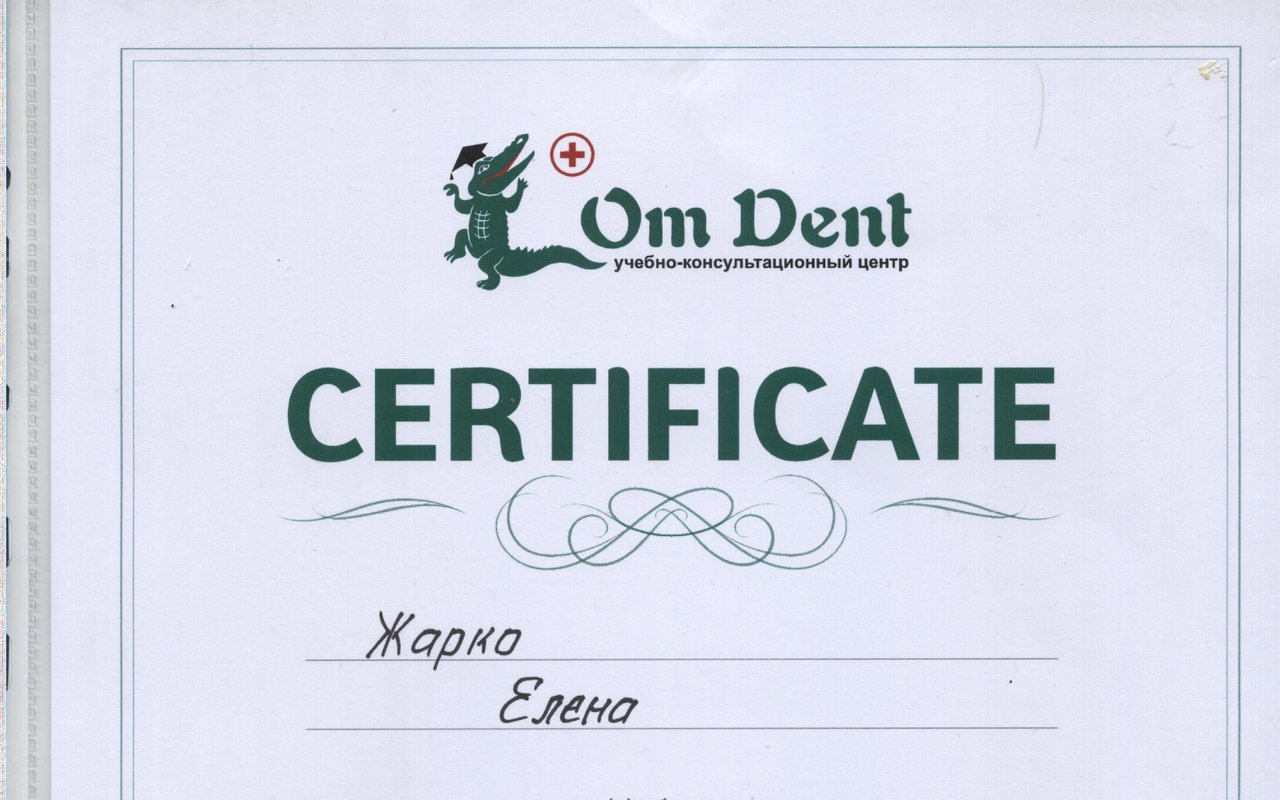 Om Dent
учебно-консультационный центр
CERTIFICATE
Жарко
Елена